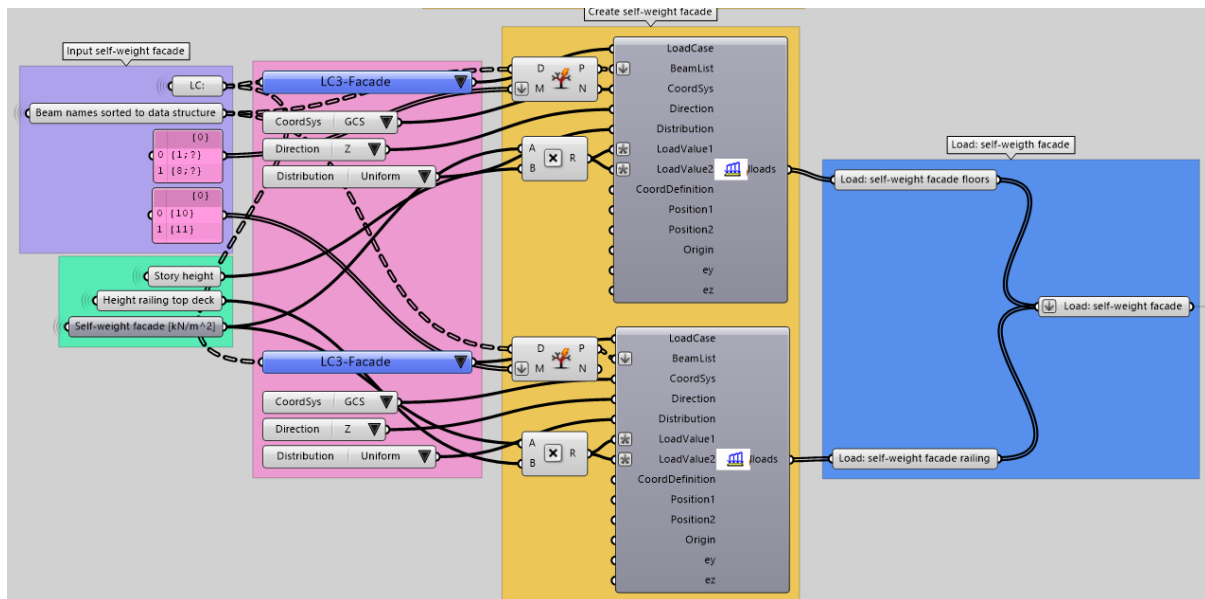 Create self-weight facade
Input self-weight facade
LC:
Beam names sorted to data structure
{0}
0 {1;?}
1 {8;?}
{0}
0 {10}
1 {11}
Story height
Height railing top deck
Self-weight facade {kN/m^2}
LC3-Facade
CoordSys GCS
Direction Z
Distribution Uniform
LC3-Facade
CoordSys GCS
Direction Z
Distribution Uniform
D P
M N
A
B
R
LoadCase
BeamList
CoordSys
Direction
Distribution
LoadValue1
LoadValue2
lloads
CoordDefinition
Position1
Position2
Origin
ey
ez
D P
M N
A
B
R
LoadCase
BeamList
CoordSys
Direction
Distribution
LoadValue1
LoadValue2
lloads
CoordDefinition
Position1
Position2
Origin
ey
ez
Load: self-weigth facade
Load: self-weight facade floors
Load: self-weight facade
Load: self-weight facade railing